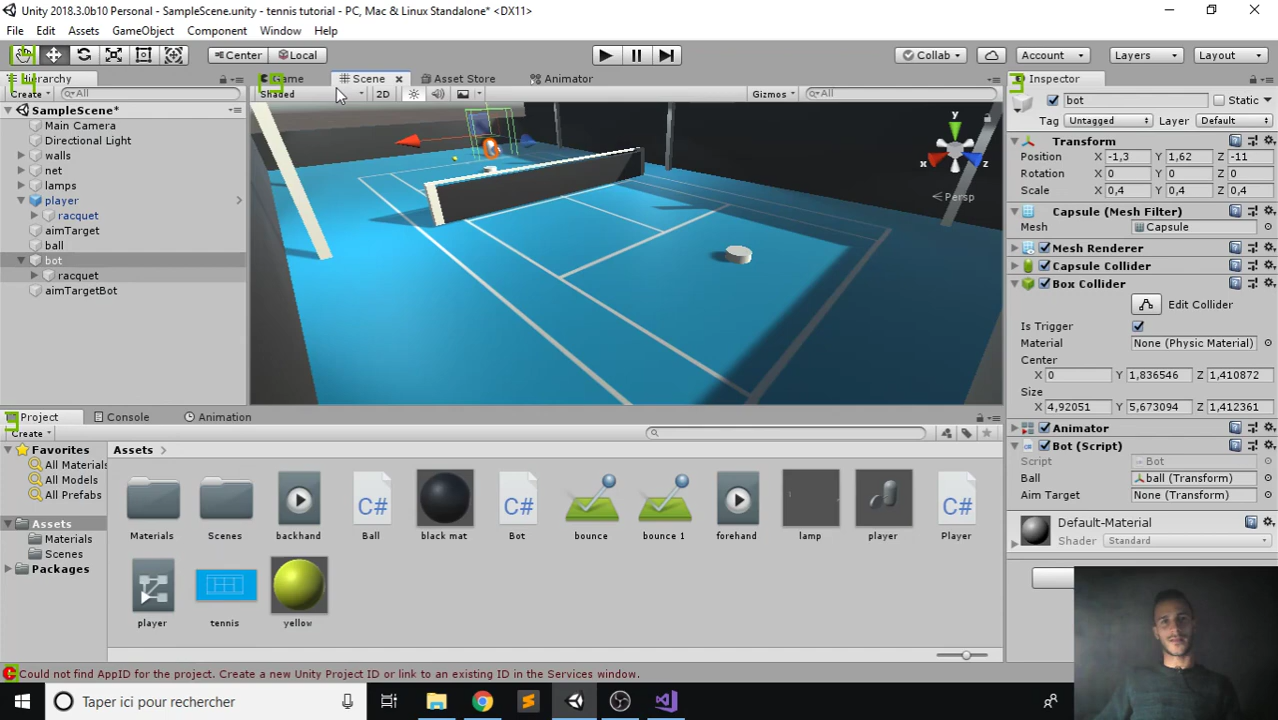 Unity 2018.3.0b10 Personal - SampleScene.unity - tennis tutorial - PC, Mac & Linux Standalone* <DX11>
File Edit Assets GameObject Component Window Help
Center Local Collab Account Layers Layout
Hierarchy Game Scene Asset Store Animator Inspector
Create All Shaded 2D Gizmos All bot Static
Tag Untagged Layer Default
SampleScene*
Main Camera
Directional Light
walls
net
lamps
player
racquet
aimTarget
ball
bot
racquet
aimTargetBot
y
x z
Persp
Transform
Position X -1,3 Y 1,62 Z -11
Rotation X 0 Y 0 Z 0
Scale X 0,4 Y 0,4 Z 0,4
Capsule (Mesh Filter)
Mesh Capsule
Mesh Renderer
Capsule Collider
Box Collider
Edit Collider
Is Trigger
Material None (Physic Material)
Center
X 0 Y 1,836546 Z 1,410872
Size
X 4,92051 Y 5,673094 Z 1,412361
Animator
Bot (Script)
Script Bot
Ball ball (Transform)
Aim Target None (Transform)
Default-Material
Shader Standard
Project Console Animation
Create
Favorites
All Materials
All Models
All Prefabs
Assets
Materials
Scenes
Packages
Assets
C# C# C#
Materials Scenes backhand Ball black mat Bot bounce bounce 1 forehand lamp player Player
player tennis yellow
Could not find AppID for the project. Create a new Unity Project ID or link to an existing ID in the Services window.
Taper ici pour rechercher